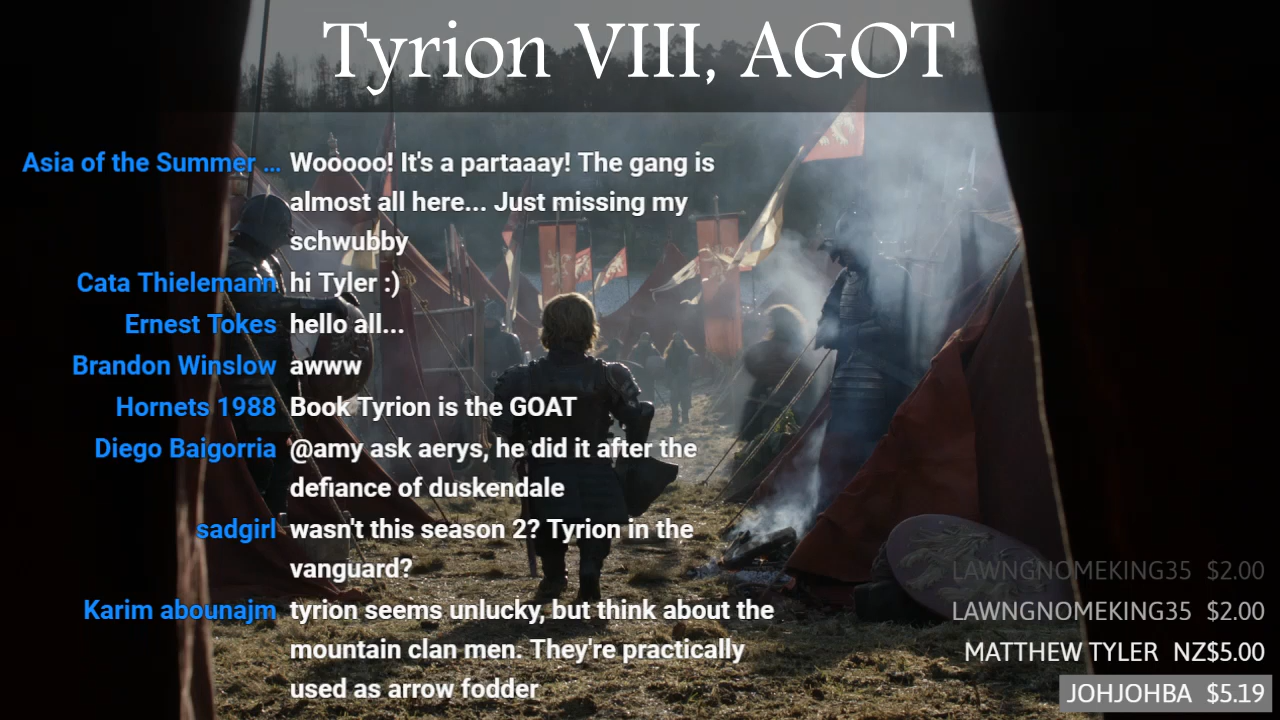 Tyrion VIII, AGOT
Asia of the Summer ... Wooooo! It's a partaaay! The gang is
almost all here... Just missing my
schwubby
Cata Thielemann hi Tyler :)
Ernest Tokes hello all...
Brandon Winslow awww
Hornets 1988 Book Tyrion is the GOAT
Diego Baigorria @amy ask aerys, he did it after the
defiance of duskendale
sadgirl wasn't this season 2? Tyrion in the
vanguard?
Karim abounajm tyrion seems unlucky, but think about the
mountain clan men. They're practically
used as arrow fodder
LAWNGNOMEKING35 $2.00
LAWNGNOMEKING35 $2.00
MATTHEW TYLER NZ$5.00
JOHJOHBA $5.19